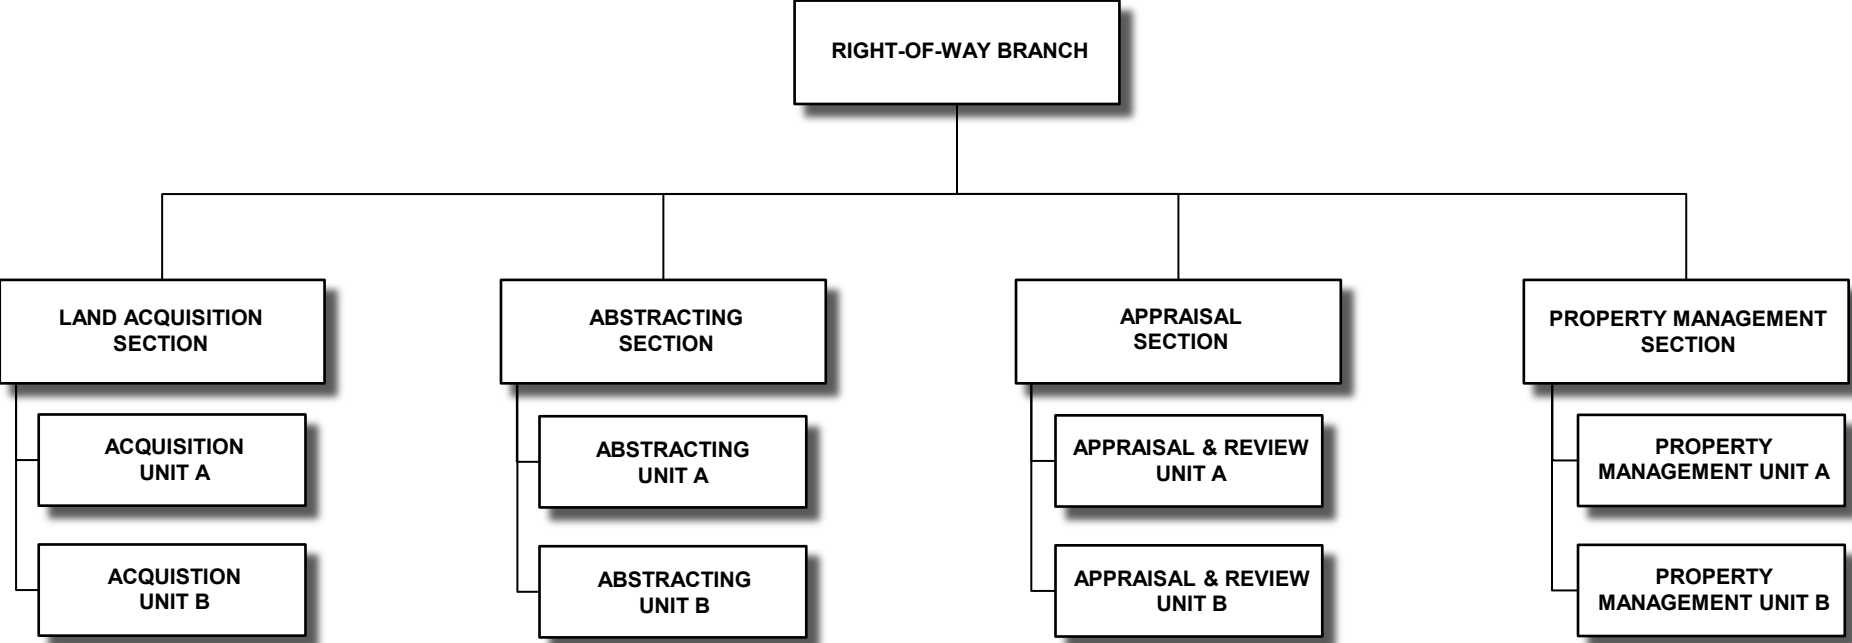 RIGHT-OF-WAY BRANCH
LAND ACQUISITION
SECTION
ABSTRACTING
SECTION
APPRAISAL
SECTION
PROPERTY MANAGEMENT
SECTION
ACQUISITION
UNIT A
ABSTRACTING
UNIT A
APPRAISAL & REVIEW
UNIT A
PROPERTY
MANAGEMENT UNIT A
ACQUISTION
UNIT B
ABSTRACTING
UNIT B
APPRAISAL & REVIEW
UNIT B
PROPERTY
MANAGEMENT UNIT B